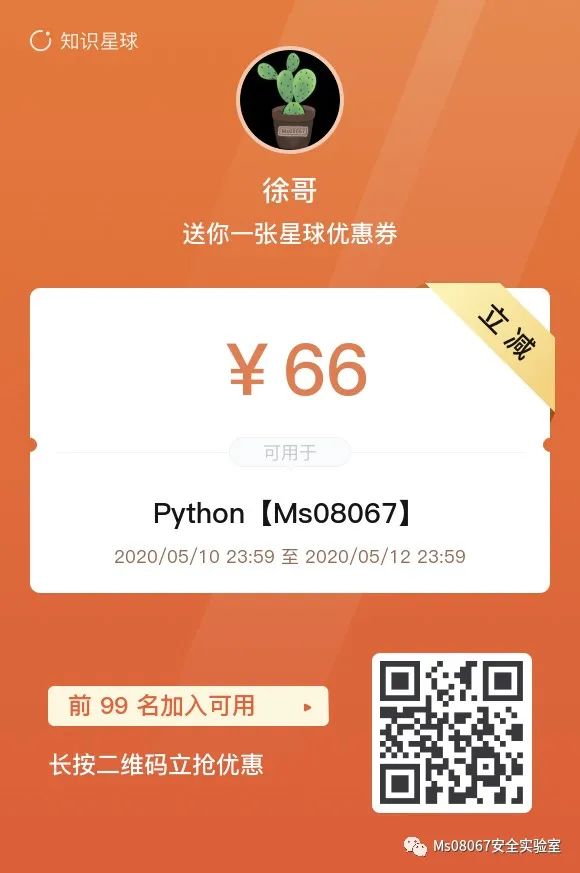 知识星球
Ms08067
徐哥
送你一张星球优惠券
立减
¥ 66
可用于
Python【Ms08067】
2020/05/10 23:59 至 2020/05/12 23:59
前 99 名加入可用
长按二维码立抢优惠
Ms08067安全实验室